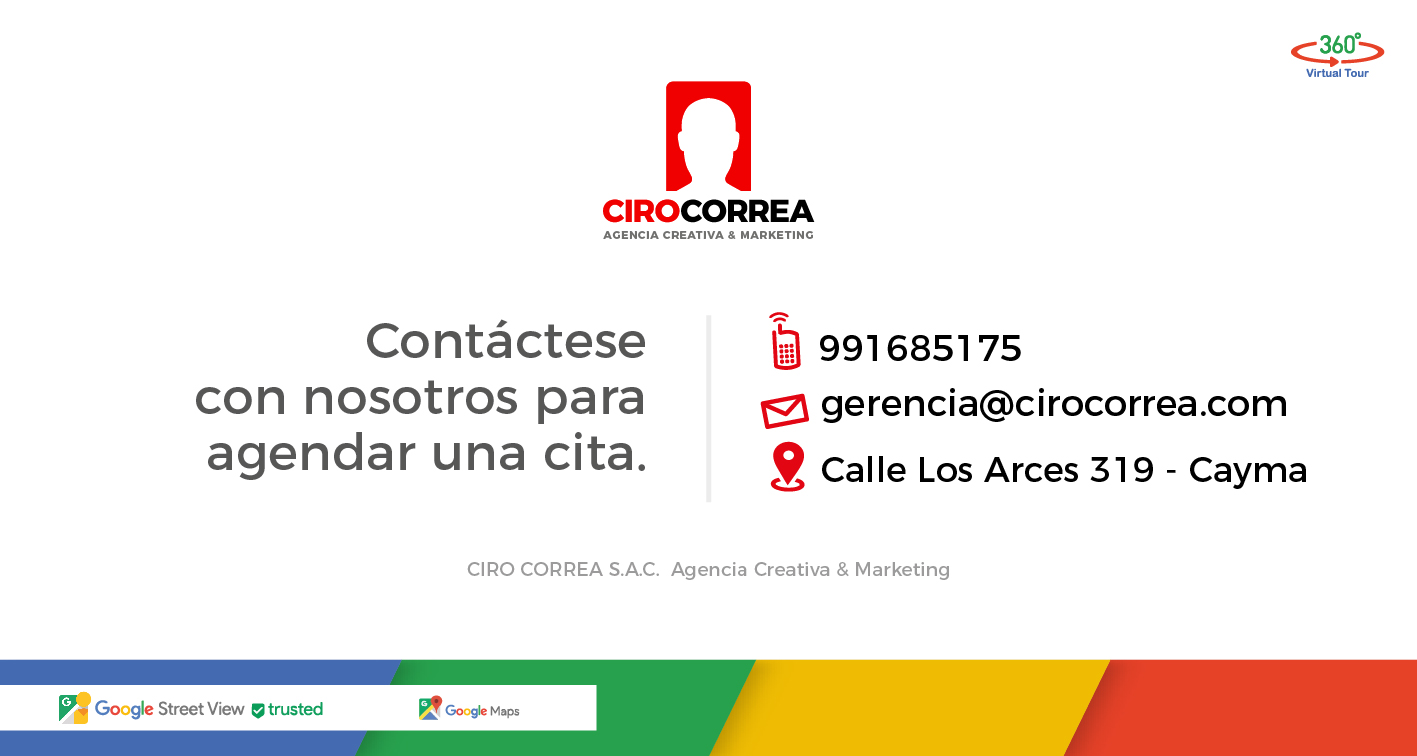 360°
Virtual Tour
CIROCORREA
AGENCIA CREATIVA & MARKETING
Contáctese
con nosotros para
agendar una cita.
991685175
gerencia@cirocorrea.com
Calle Los Arces 319 - Cayma
CIRO CORREA S.A.C. Agencia Creativa & Marketing
G Google Street View trusted
G Google Maps